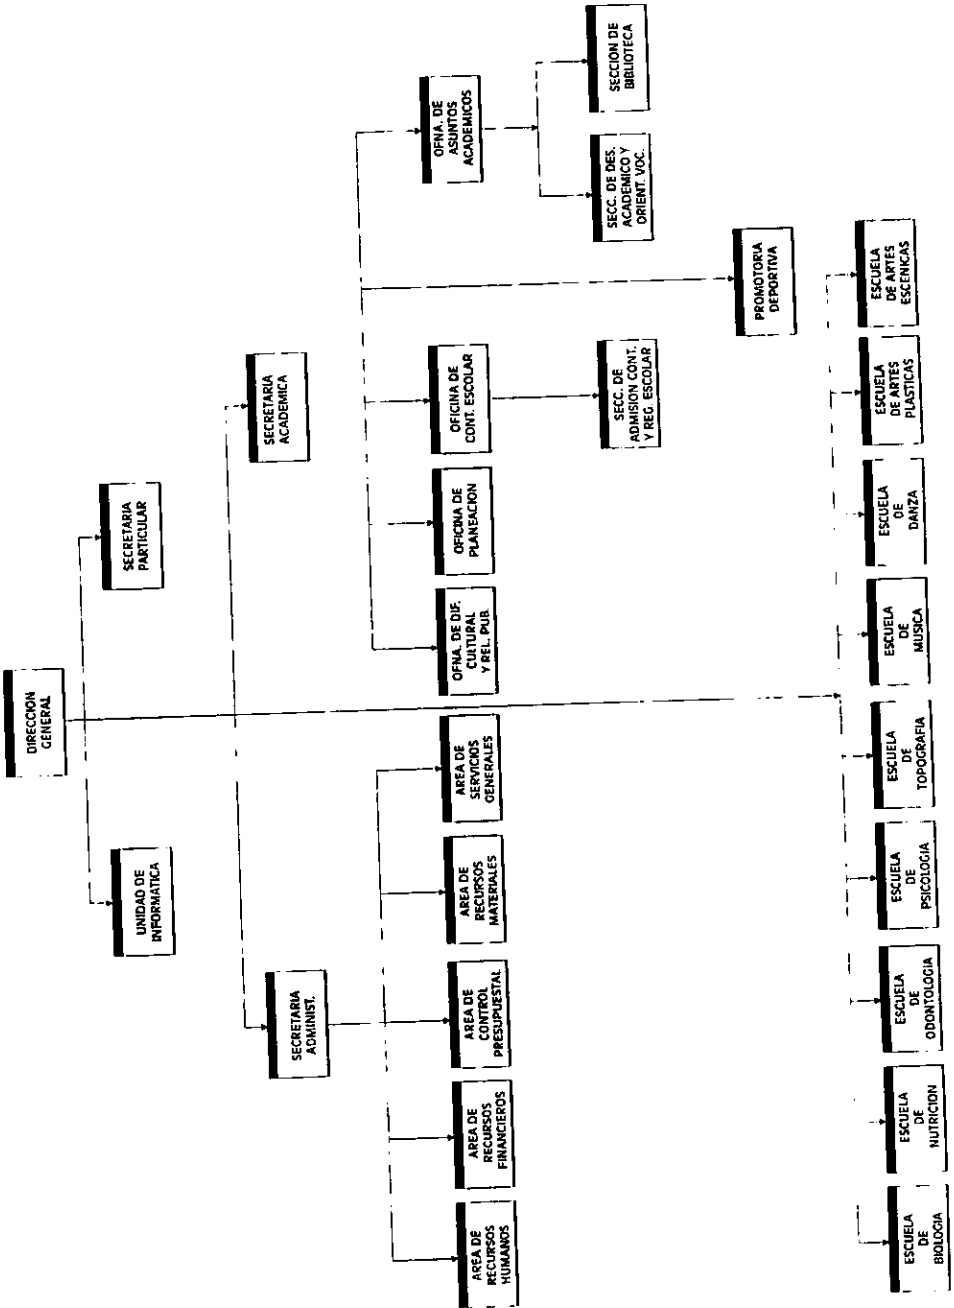 DIRECCION
GENERAL
UNIDAD DE
INFORMATICA
SECRETARIA
PARTICULAR
SECRETARIA
ADMINIST.
SECRETARIA
ACADEMICA
AREA DE
RECURSOS
HUMANOS
AREA DE
RECURSOS
FINANCIEROS
AREA DE
CONTROL
PRESUPUESTAL
AREA DE
RECURSOS
MATERIALES
AREA DE
SERVICIOS
GENERALES
OFNA. DE DIF.
CULTURAL
Y REL. PUB.
OFICINA DE
PLANEACION
OFICINA DE
CONT. ESCOLAR
OFNA. DE
ASUNTOS
ACADEMICOS
SECC. DE
ADMISION CONT.
Y REG. ESCOLAR
SECC. DE DES.
ACADEMICO Y
ORIENT. VOC.
SECCION DE
BIBLIOTECA
PROMOTORIA
DEPORTIVA
ESCUELA
DE
BIOLOGIA
ESCUELA
DE
NUTRICION
ESCUELA
DE
ODONTOLOGIA
ESCUELA
DE
PSICOLOGIA
ESCUELA
DE
TOPOGRAFIA
ESCUELA
DE
MUSICA
ESCUELA
DE
DANZA
ESCUELA
DE ARTES
PLASTICAS
ESCUELA
DE ARTES
ESCENICAS